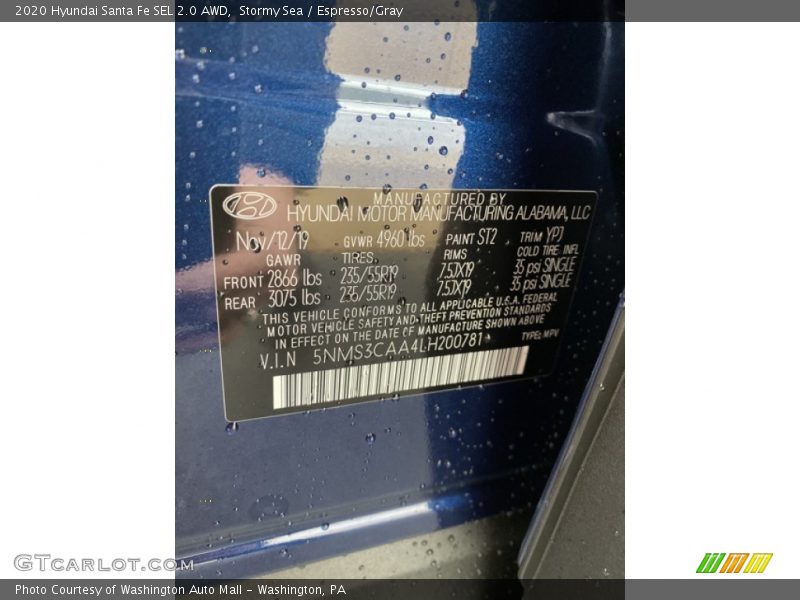 2020 Hyundai Santa Fe SEL 2.0 AWD, Stormy Sea / Espresso/Gray
MANUFACTURED BY
HYUNDAI MOTOR MANUFACTURING ALABAMA, LLC
Nov/12/19 GVWR 4960 lbs PAINT ST2 TRIM YPJ
GAWR TIRES. RIMS COLD TIRE. INFL
FRONT 2866 lbs 235/55R19 7.5JX19 35 psi SINGLE
REAR 3075 lbs 235/55R19 7.5JX19 35 psi SINGLE
THIS VEHICLE CONFORMS TO ALL APPLICABLE U.S.A. FEDERAL
MOTOR VEHICLE SAFETY AND THEFT PREVENTION STANDARDS
IN EFFECT ON THE DATE OF MANUFACTURE SHOWN ABOVE
V.I.N 5NMS3CAA4LH200781 TYPE: MPV
GTcarlot.com
Photo Courtesy of Washington Auto Mall - Washington, PA